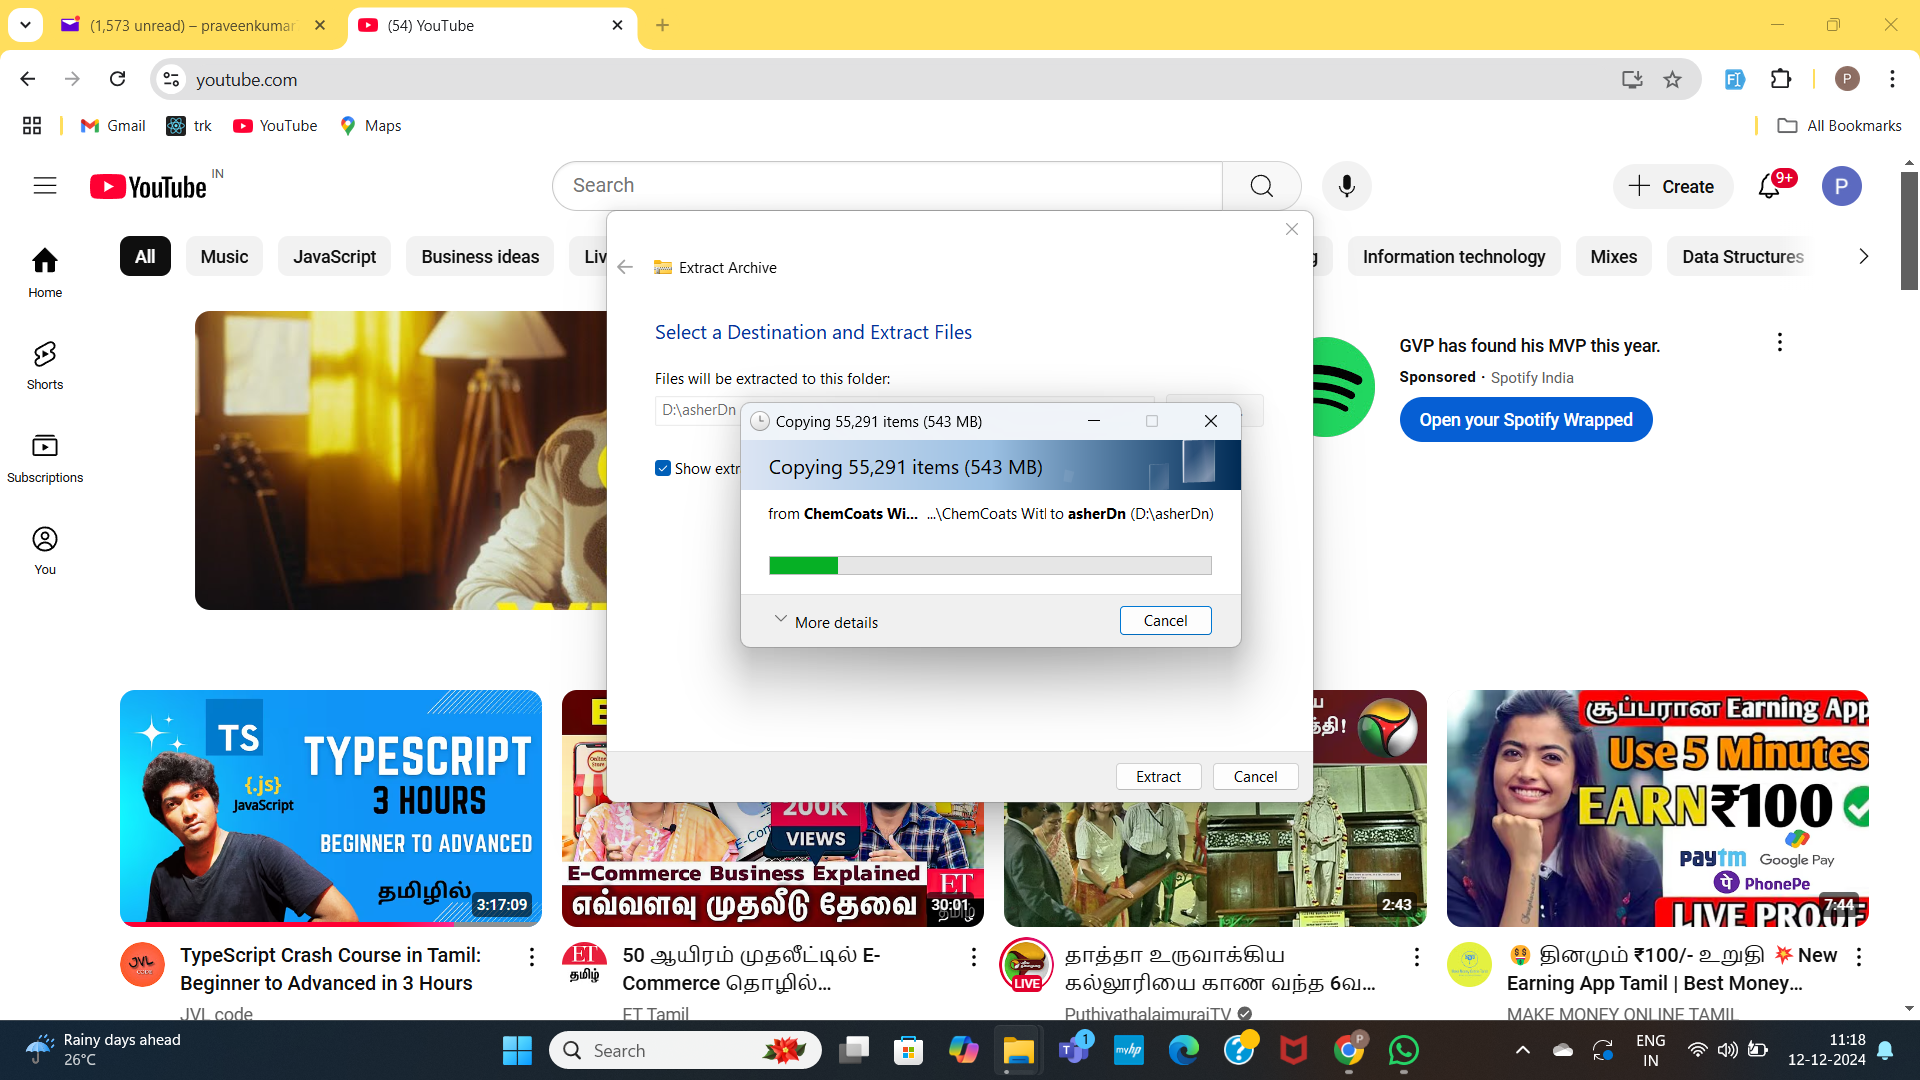 (1,573 unread) – praveenkumar
(54) YouTube
youtube.com
Gmail
trk
YouTube
Maps
All Bookmarks
YouTube IN
Search
Create
9+
P
All
Music
JavaScript
Business ideas
Information technology
Mixes
Data Structures
Home
Shorts
Subscriptions
You
Extract Archive
Select a Destination and Extract Files
Files will be extracted to this folder:
D:\asherDn
Show extr
Copying 55,291 items (543 MB)
Copying 55,291 items (543 MB)
from ChemCoats Wi... ...\ChemCoats Witl to asherDn (D:\asherDn)
More details
Cancel
Extract
Cancel
GVP has found his MVP this year.
Sponsored · Spotify India
Open your Spotify Wrapped
TS
{.js}
JavaScript
TYPESCRIPT
3 HOURS
BEGINNER TO ADVANCED
தமிழில்
3:17:09
200K
VIEWS
E-Commerce Business Explained
எவ்வளவு முதலீடு தேவை
ET
தமிழ்
30:01
2:43
சூப்பரான Earning App
Use 5 Minutes
EARN ₹100
paytm
Google Pay
PhonePe
LIVE PROOF
7:44
JVL
CODE
TypeScript Crash Course in Tamil:
Beginner to Advanced in 3 Hours
JVL code
ET
தமிழ்
50 ஆயிரம் முதலீட்டில் E-
Commerce தொழில்...
ET Tamil
LIVE
தாத்தா உருவாக்கிய
கல்லூரியை காண வந்த 6வ...
PuthiyathalaimuraiTV
🤑 தினமும் ₹100/- உறுதி 💥 New
Earning App Tamil | Best Money...
MAKE MONEY ONLINE TAMIL
Rainy days ahead
26°C
Search
1
myhp
P
ENG
IN
11:18
12-12-2024